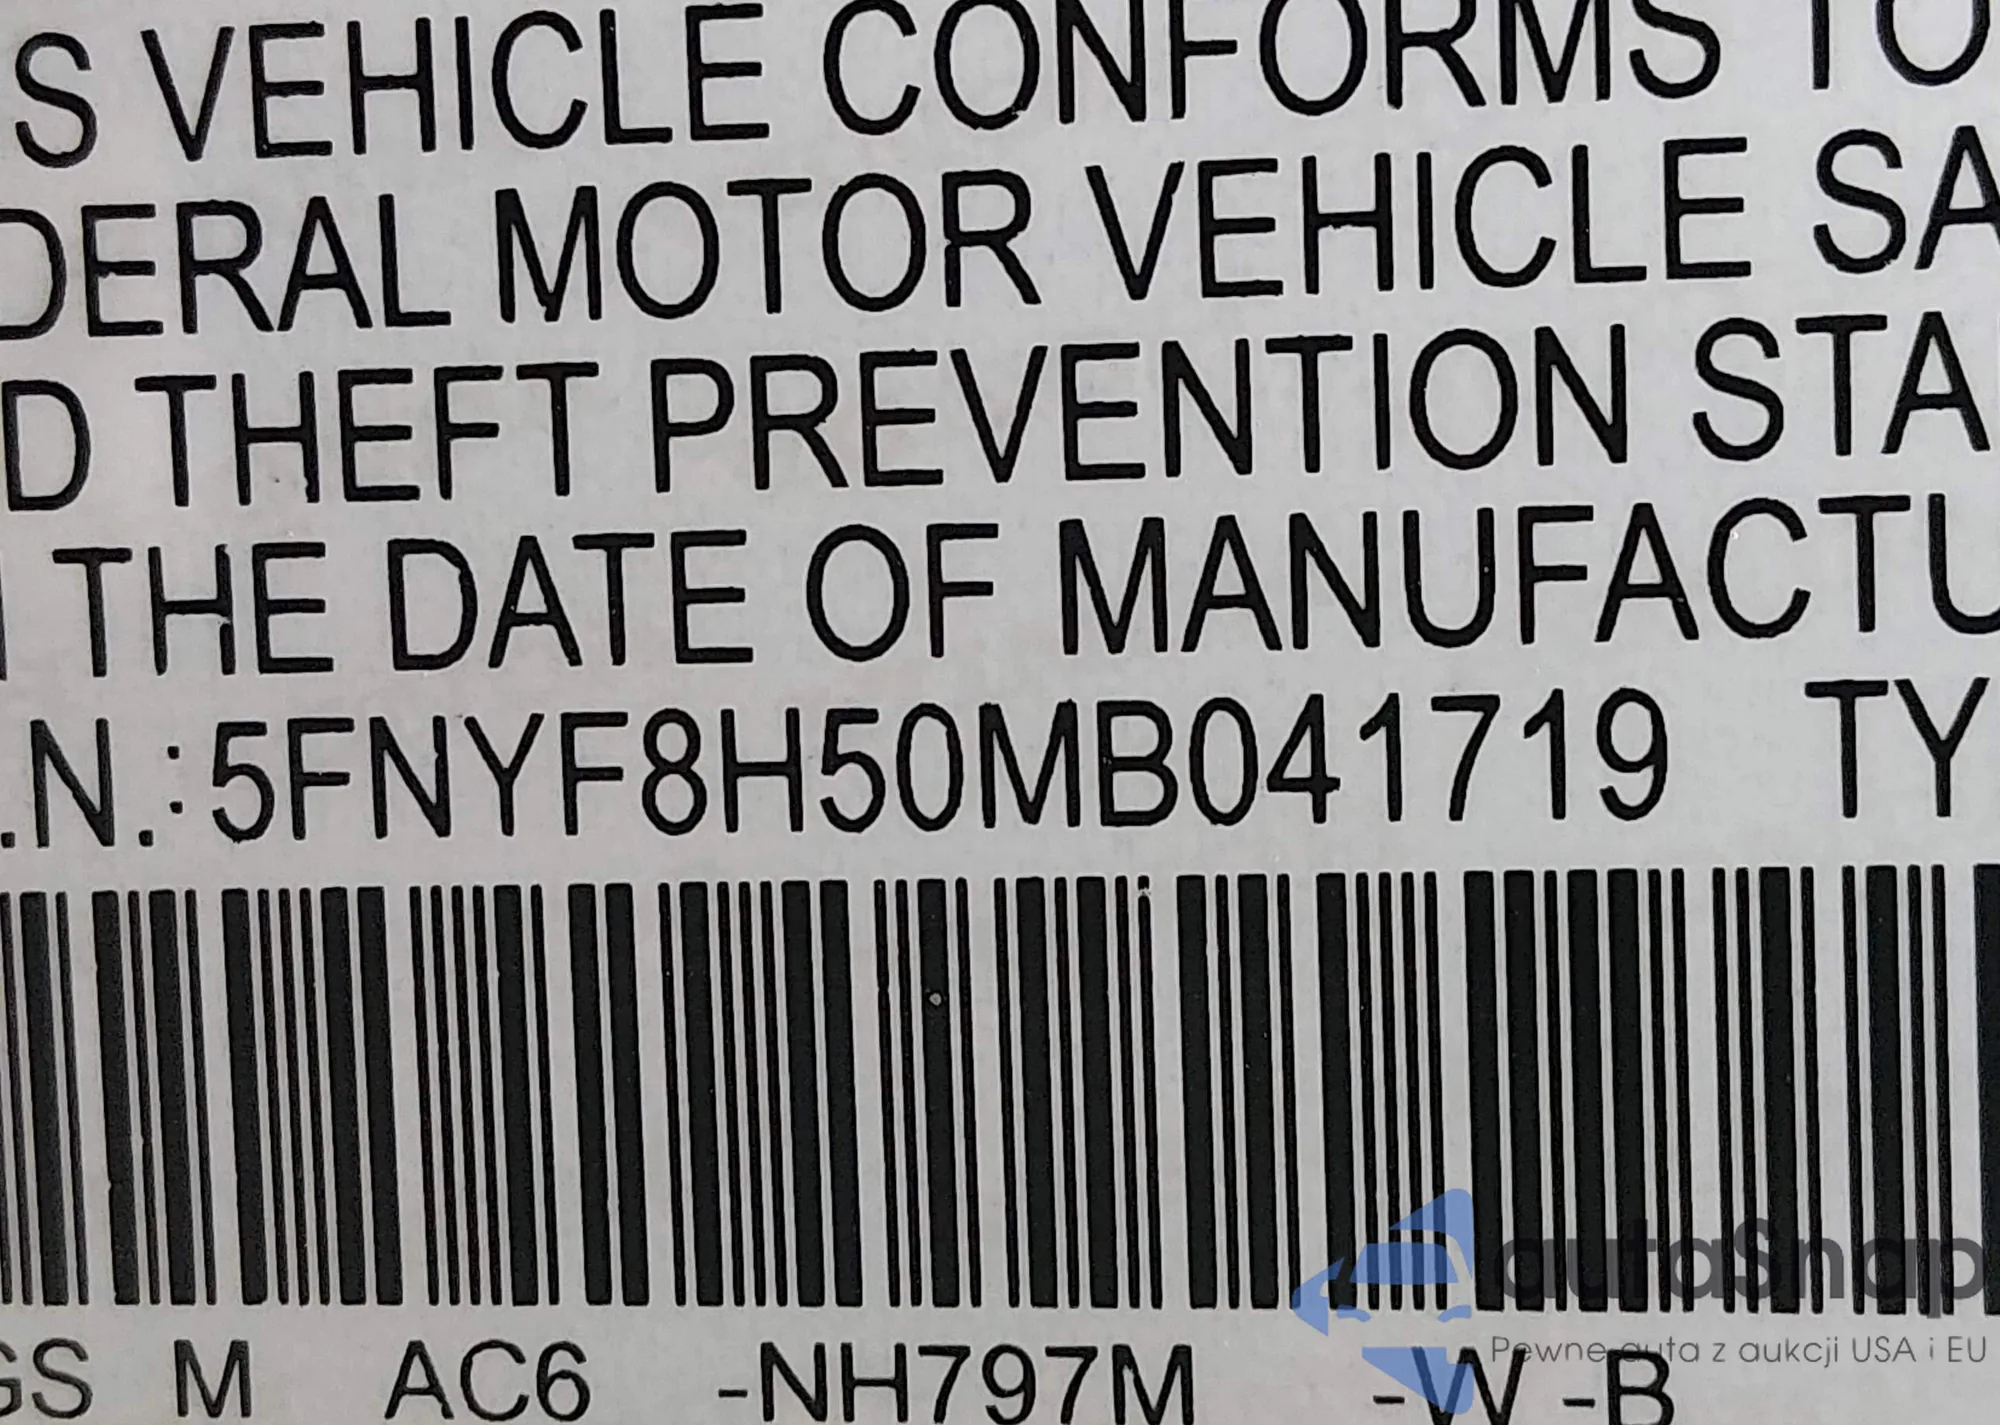 S VEHICLE CONFORMS TO
DERAL MOTOR VEHICLE SA
D THEFT PREVENTION STA
THE DATE OF MANUFACTU
.N.:5FNYF8H50MB041719 TY
GS M AC6 -NH797M -W -B
autaSnap
Pewne auta z aukcji USA i EU